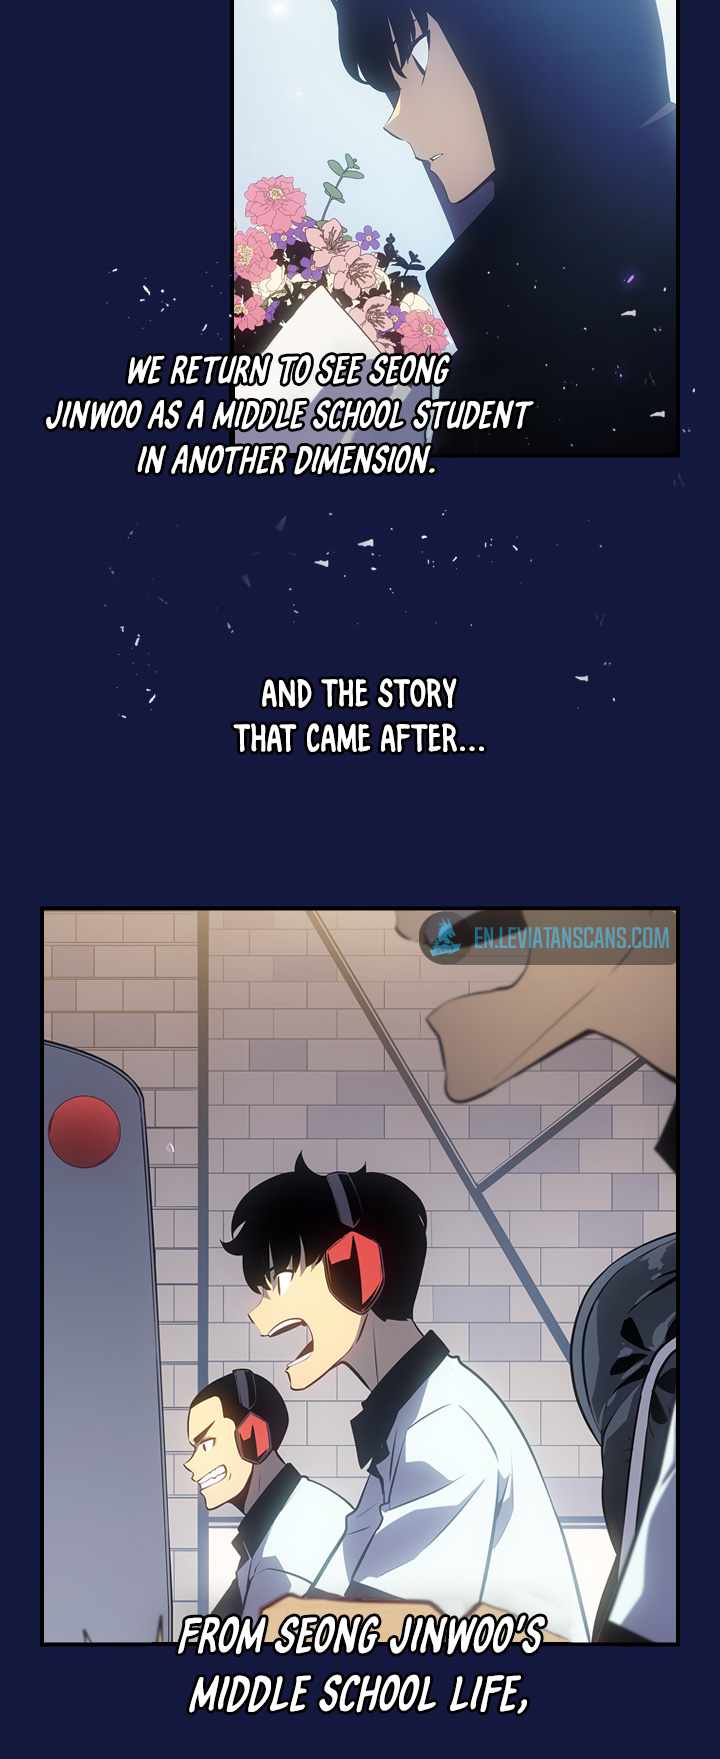 WE RETURN TO SEE SEONG
JINWOO AS A MIDDLE SCHOOL STUDENT
IN ANOTHER DIMENSION.
AND THE STORY
THAT CAME AFTER...
EN.LEVIATANSCANS.COM
FROM SEONG JINWOO'S
MIDDLE SCHOOL LIFE,